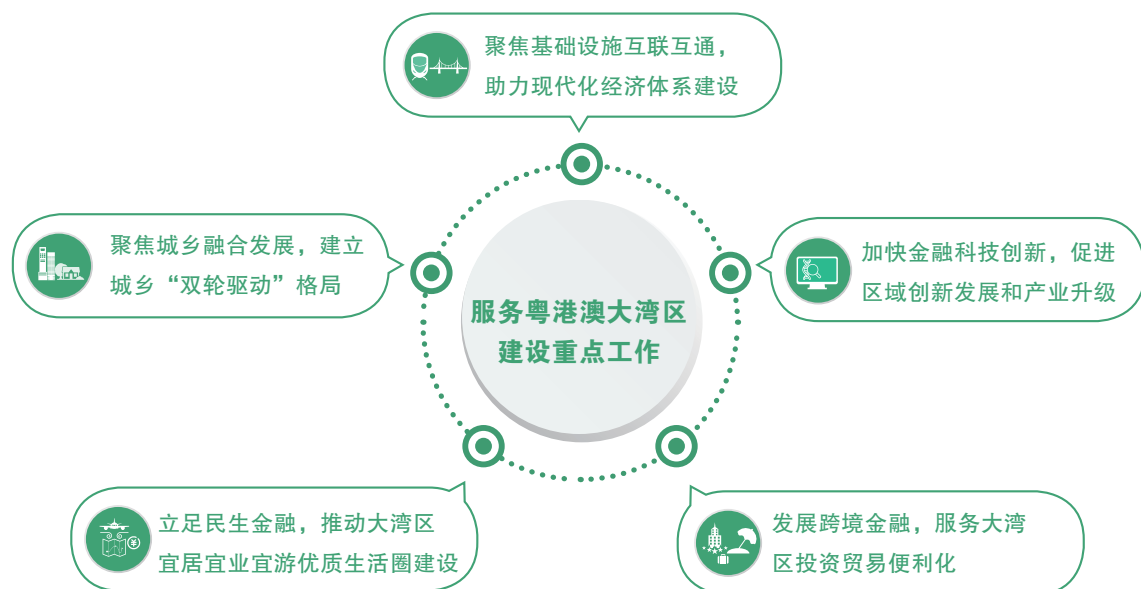 聚焦基础设施互联互通，
助力现代化经济体系建设
聚焦城乡融合发展，建立
城乡“双轮驱动”格局
加快金融科技创新，促进
区域创新发展和产业升级
服务粤港澳大湾区
建设重点工作
立足民生金融，推动大湾区
宜居宜业宜游优质生活圈建设
¥
发展跨境金融，服务大湾
区投资贸易便利化